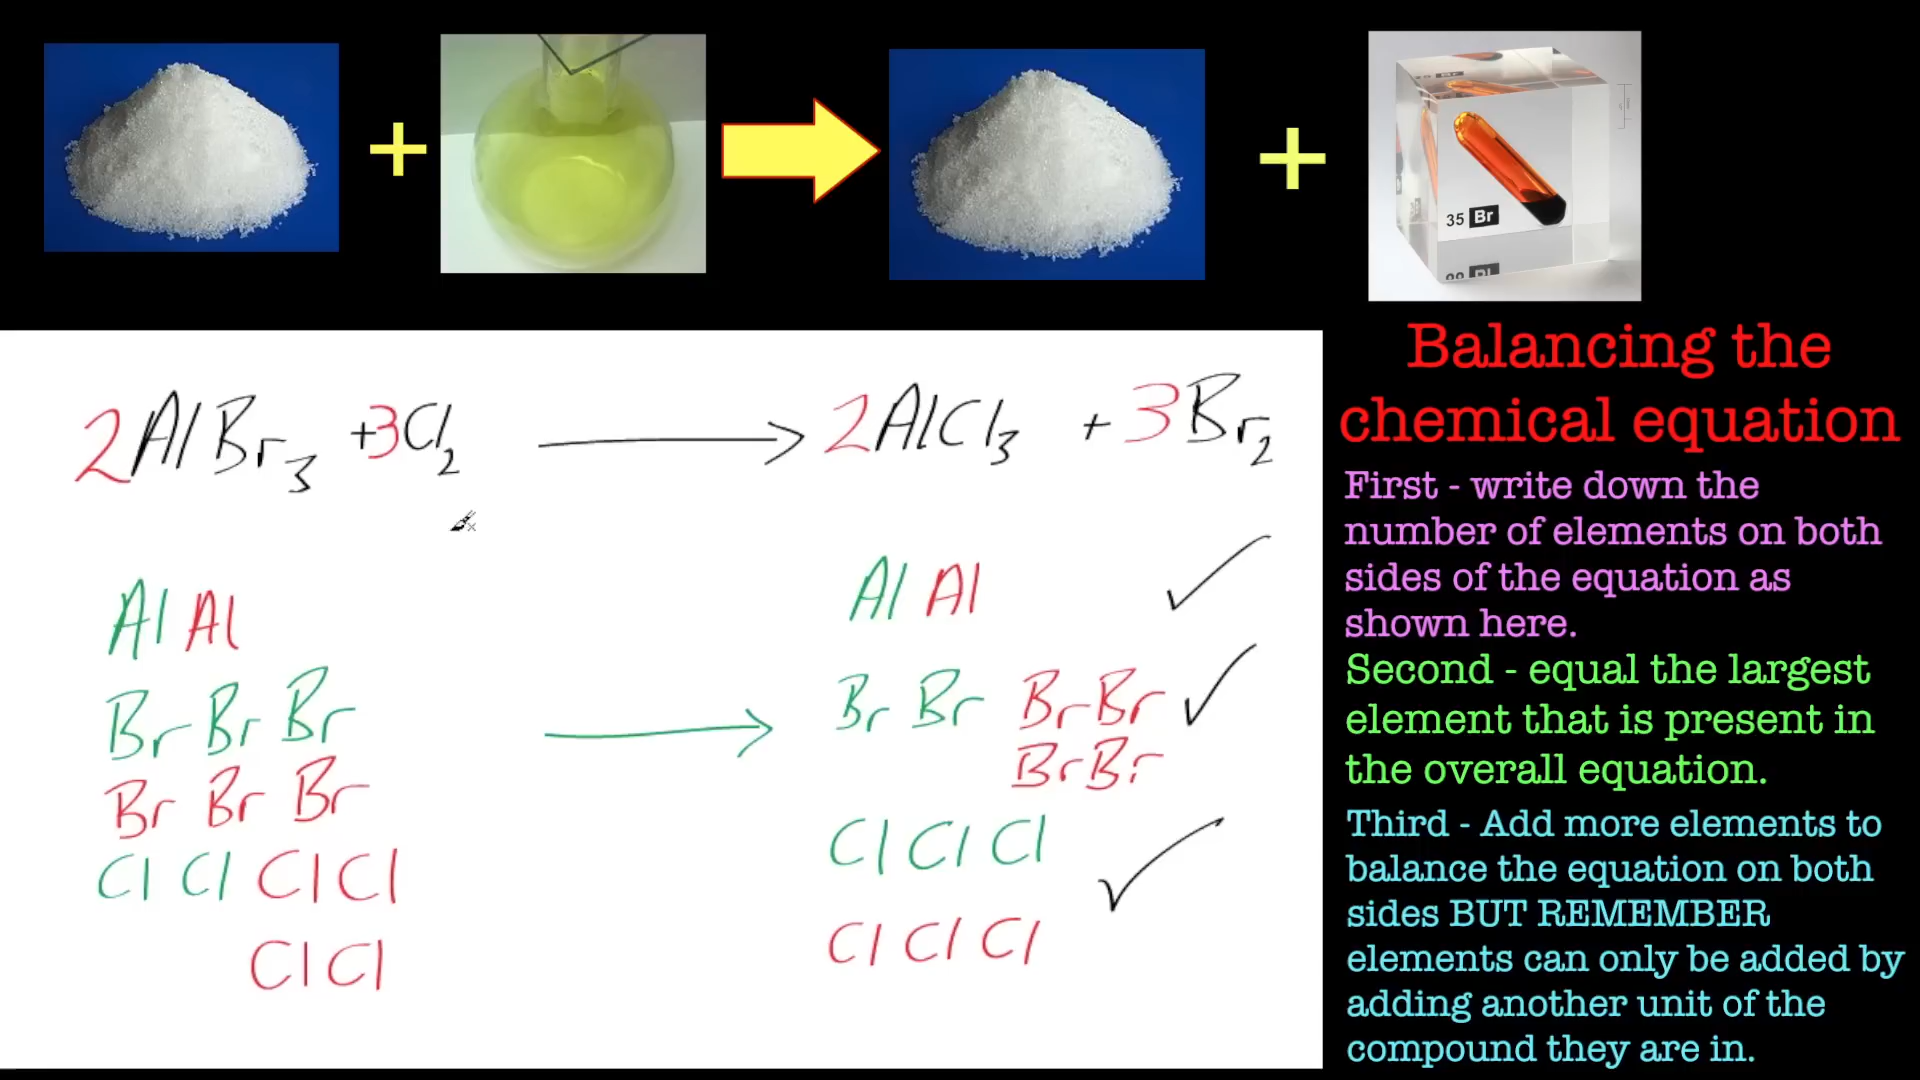 +
+
35 Br
2AlBr₃ +3Cl₂ → 2AlCl₃ + 3Br₂
Al Al
Al Al ✓
Br Br Br
→
Br Br Br Br ✓
Br Br Br
Br Br
Cl Cl Cl Cl
Cl Cl Cl ✓
Cl Cl
Cl Cl Cl
Balancing the
chemical equation
First - write down the
number of elements on both
sides of the equation as
shown here.
Second - equal the largest
element that is present in
the overall equation.
Third - Add more elements to
balance the equation on both
sides BUT REMEMBER
elements can only be added by
adding another unit of the
compound they are in.